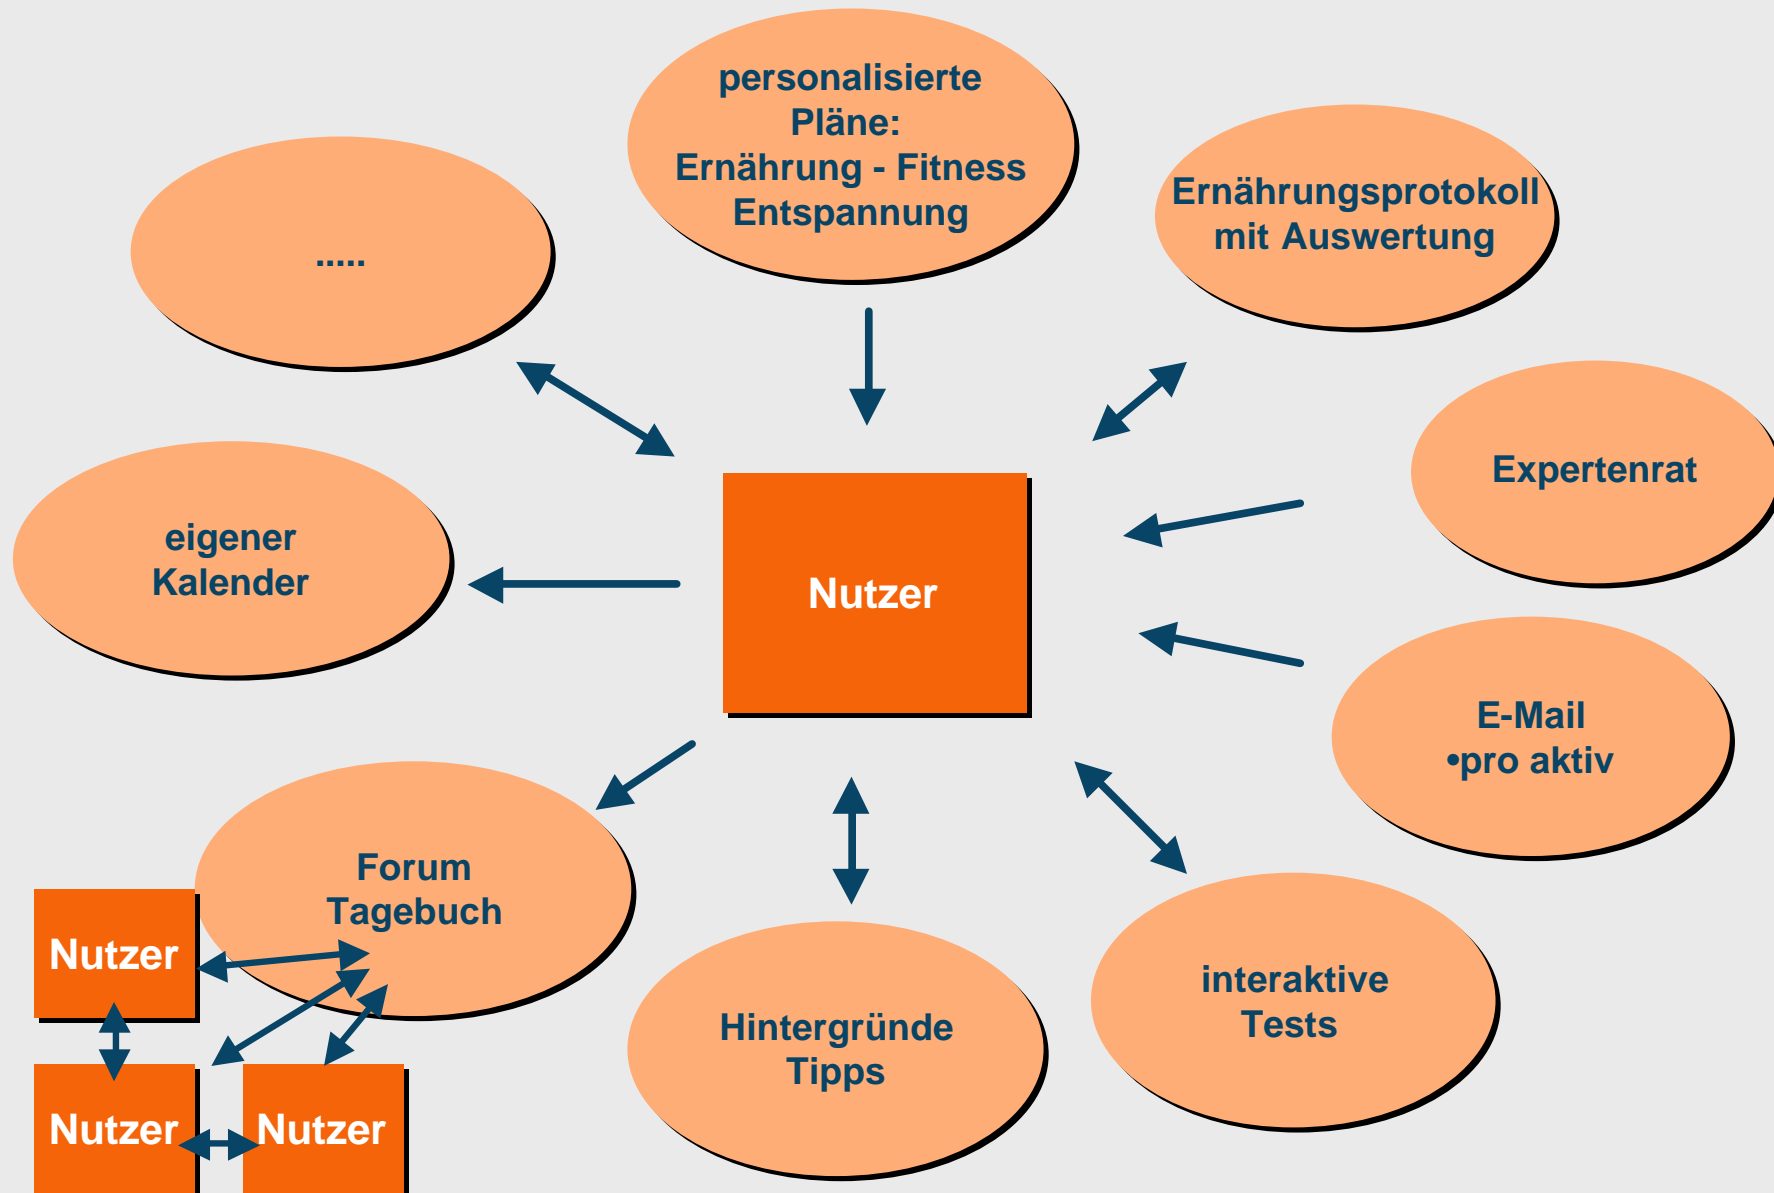 personalisierte
Pläne:
Ernährung - Fitness
Entspannung
Ernährungsprotokoll
mit Auswertung
.....
Expertenrat
eigener
Kalender
Nutzer
E-Mail
•pro aktiv
Forum
Tagebuch
Nutzer
interaktive
Tests
Hintergründe
Tipps
Nutzer
Nutzer